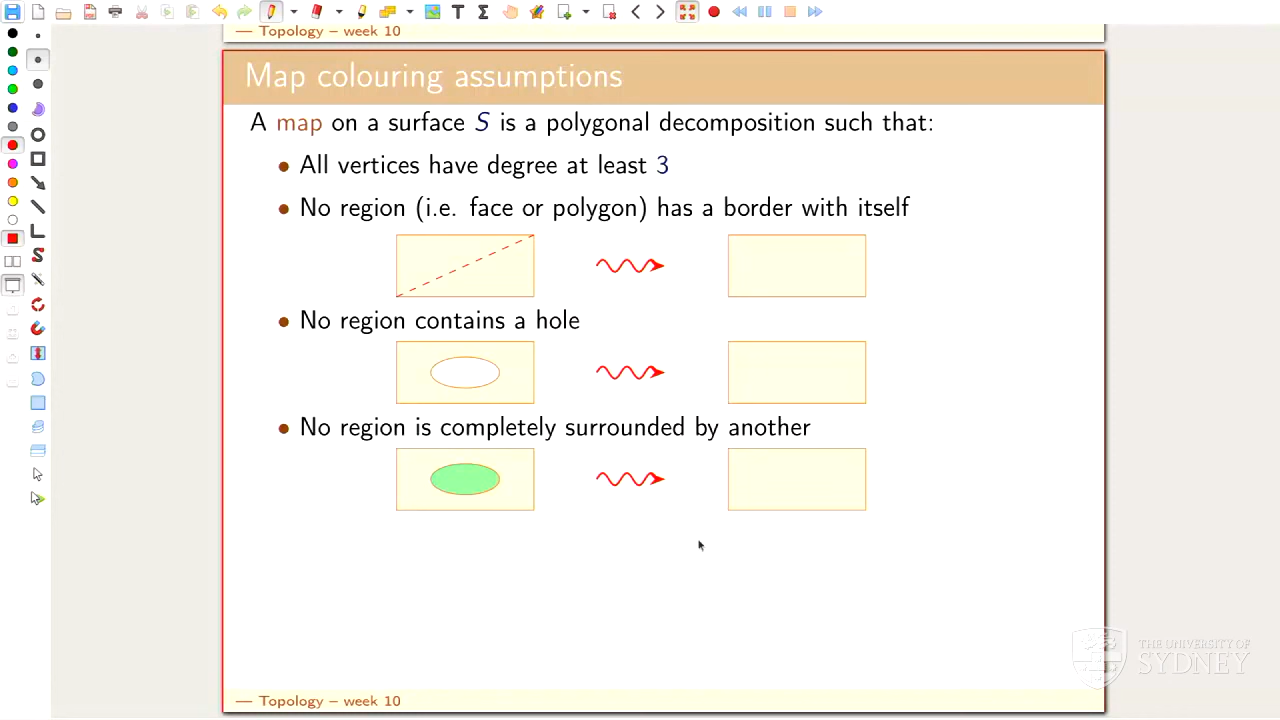 — Topology – week 10
Map colouring assumptions
A map on a surface S is a polygonal decomposition such that:
• All vertices have degree at least 3
• No region (i.e. face or polygon) has a border with itself
• No region contains a hole
• No region is completely surrounded by another
THE UNIVERSITY OF
SYDNEY
— Topology – week 10